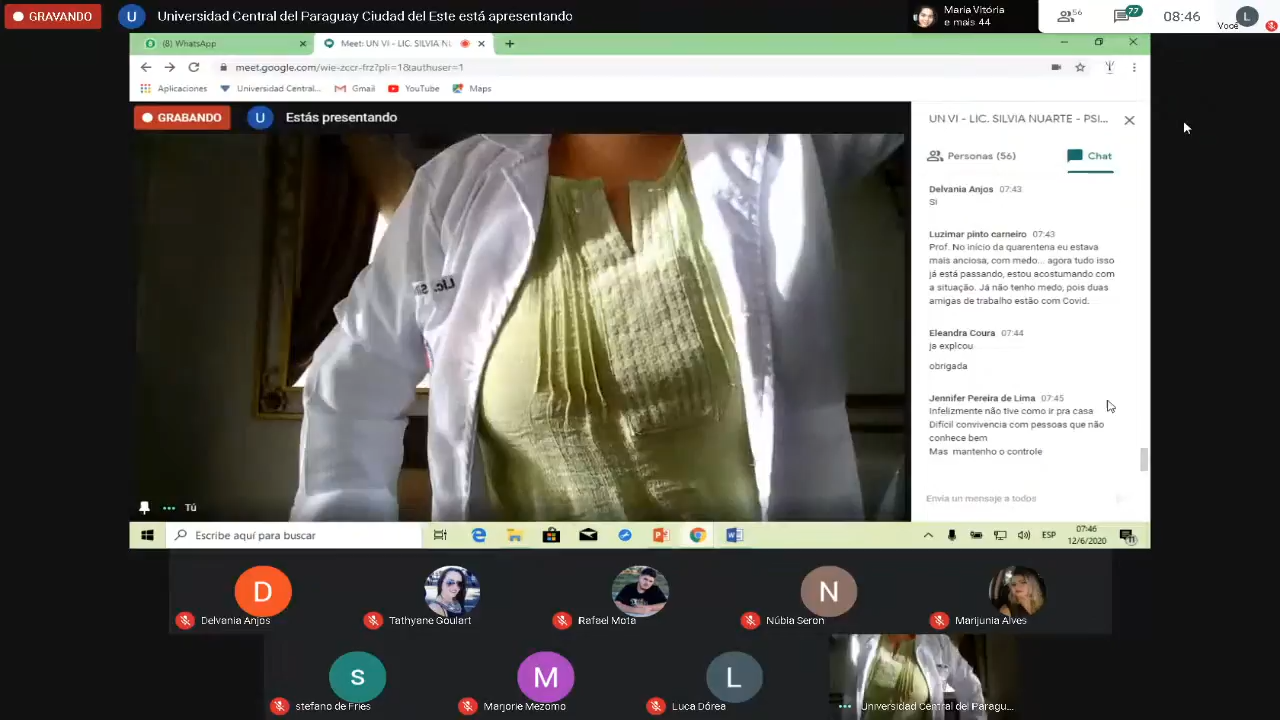 GRAVANDO
U
Universidad Central del Paraguay Ciudad del Este está apresentando
Maria Vitória
e mais 44
56
77
08:46
Você
L
(8) WhatsApp
Meet: UN VI - LIC. SILVIA NU
meet.google.com/wie-zccr-frz?pli=1&authuser=1
Aplicaciones
Universidad Central...
Gmail
YouTube
Maps
GRABANDO
U
Estás presentando
UN VI - LIC. SILVIA NUARTE - PSI...
Personas (56)
Chat
Delvania Anjos 07:43
Si
Luzimar pinto carneiro 07:43
Prof. No início da quarentena eu estava
mais anciosa, com medo... agora tudo isso
já está passando, estou acostumando com
a situação. Já não tenho medo, pois duas
amigas de trabalho estão com Covid.
Eleandra Coura 07:44
ja explcou
obrigada
Jennifer Pereira de Lima 07:45
Infelizmente não tive como ir pra casa
Difícil convivencia com pessoas que não
conhece bem
Mas mantenho o controle
Envia un mensaje a todos
Lic. Sil
Tú
Escribe aquí para buscar
ESP
07:46
12/6/2020
11
D
N
Delvania Anjos
Tathyane Goulart
Rafael Mota
Núbia Seron
Marijunia Alves
s
M
L
stefano de Fries
Marjorie Mezomo
Luca Dórea
Universidad Central del Paragu...